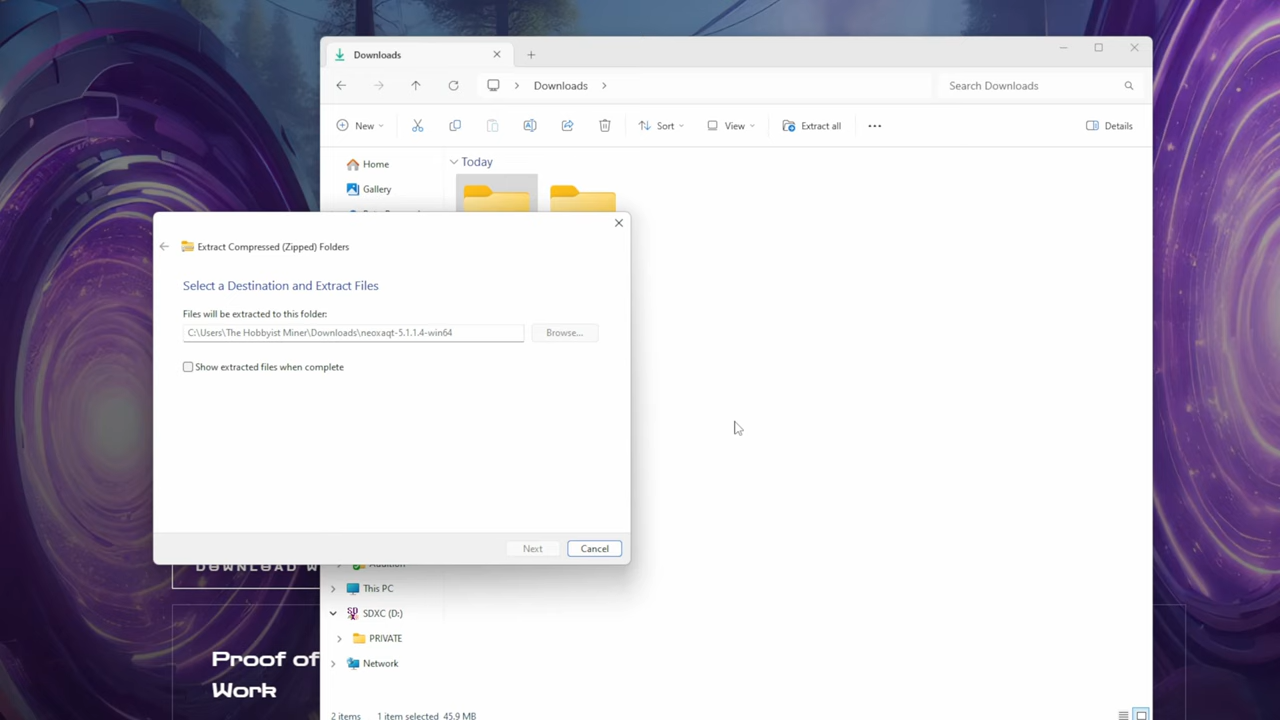 Downloads
Downloads
Search Downloads
New
Sort
View
Extract all
Details
Home
Today
Gallery
Extract Compressed (Zipped) Folders
Select a Destination and Extract Files
Files will be extracted to this folder:
C:\Users\The Hobbyist Miner\Downloads\neoxaqt-5.1.1.4-win64
Browse...
Show extracted files when complete
Next
Cancel
DOWNLOAD W
This PC
SDXC (D:)
PRIVATE
Network
Proof of
Work
2 items
1 item selected 45.9 MB